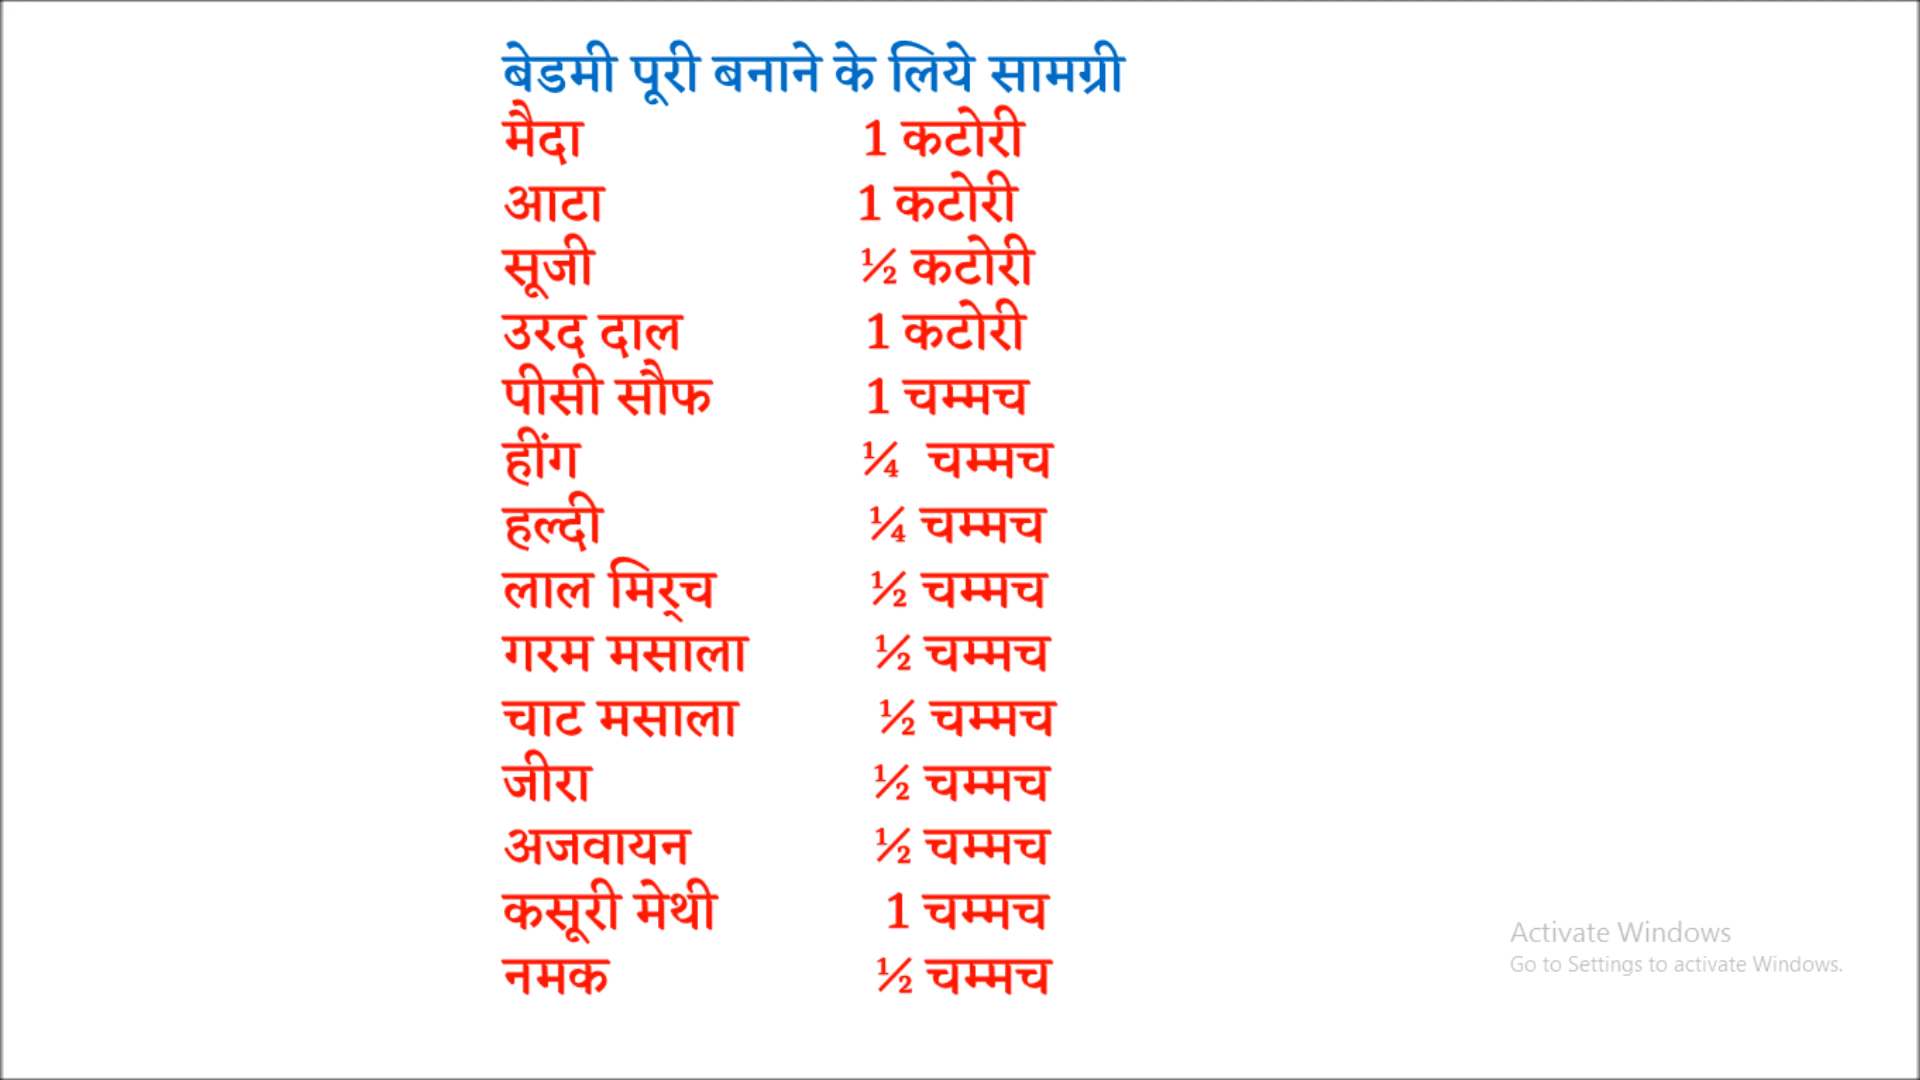 बेडमी पूरी बनाने के लिये सामग्री
मैदा 1 कटोरी
आटा 1 कटोरी
सूजी ½ कटोरी
उरद दाल 1 कटोरी
पीसी सौफ 1 चम्मच
हींग ¼ चम्मच
हल्दी ¼ चम्मच
लाल मिर्‌च ½ चम्मच
गरम मसाला ½ चम्मच
चाट मसाला ½ चम्मच
जीरा ½ चम्मच
अजवायन ½ चम्मच
कसूरी मेथी 1 चम्मच
नमक ½ चम्मच
Activate Windows
Go to Settings to activate Windows.